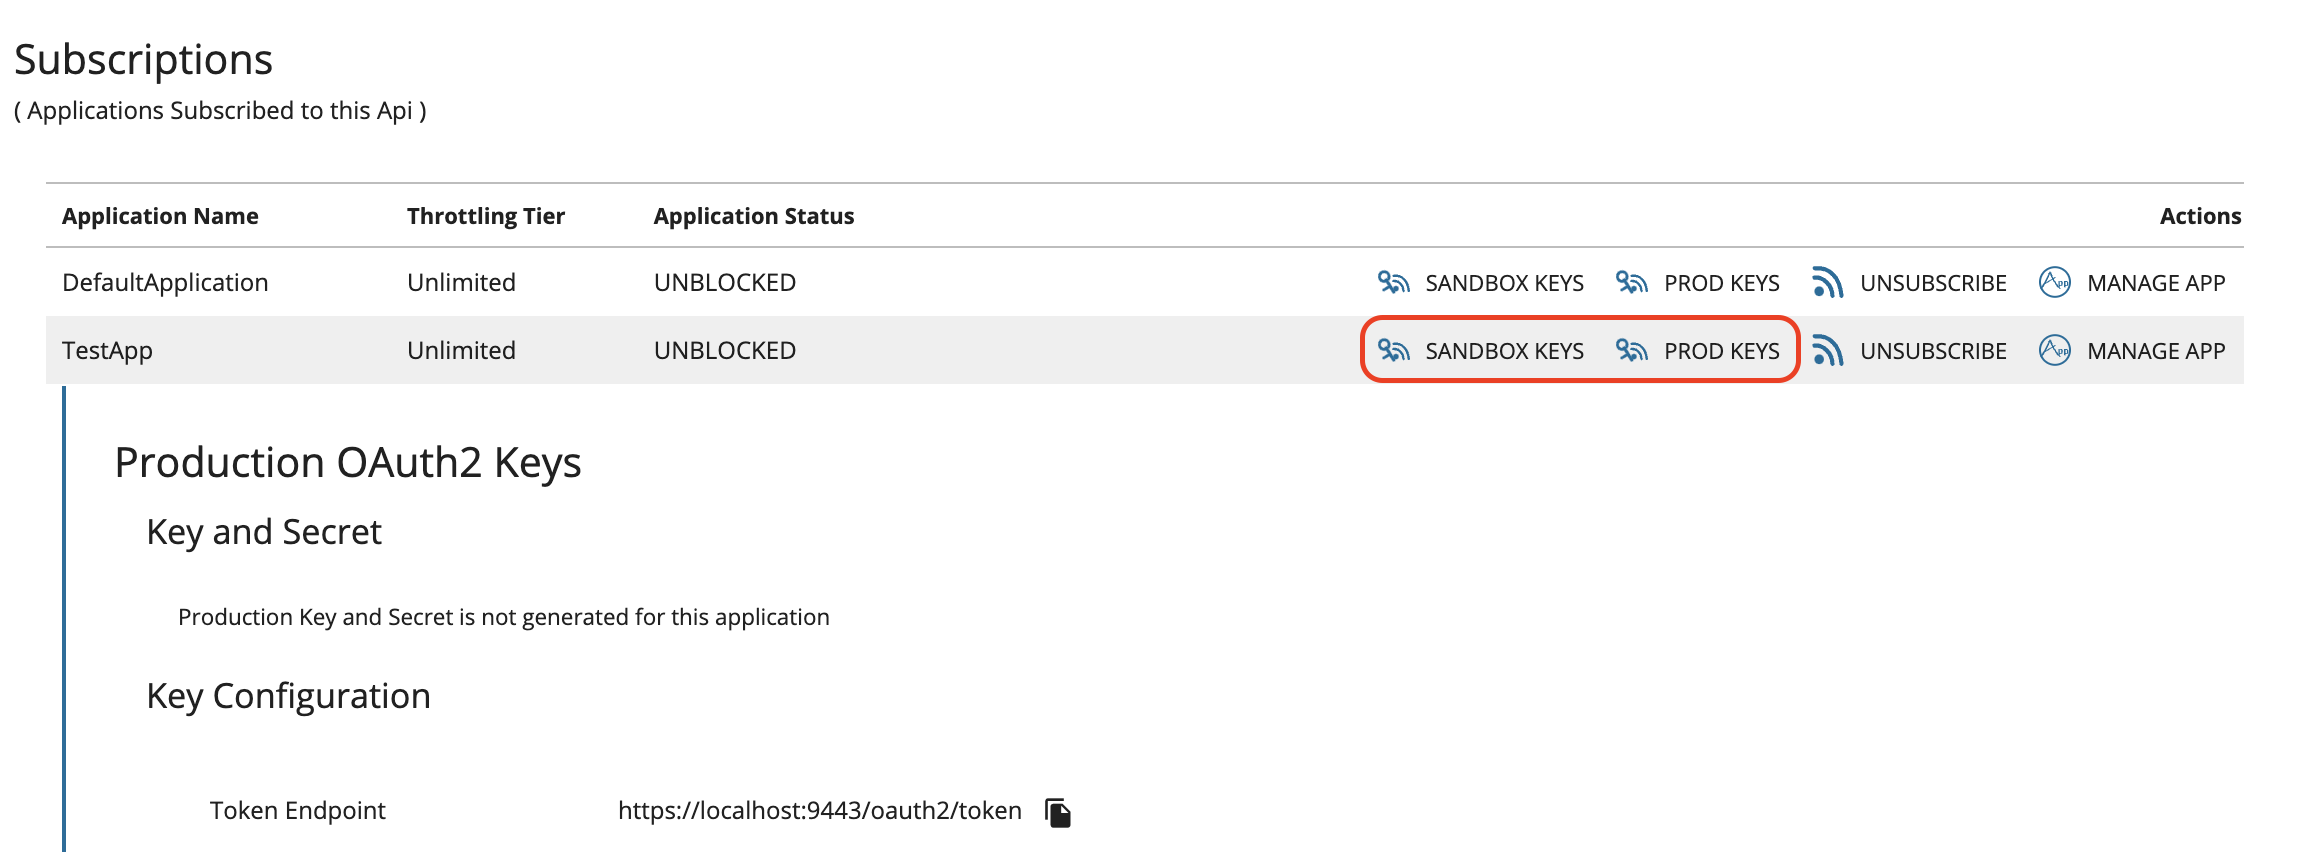 Subscriptions
( Applications Subscribed to this Api )
Application Name Throttling Tier Application Status Actions
DefaultApplication Unlimited UNBLOCKED SANDBOX KEYS PROD KEYS UNSUBSCRIBE App MANAGE APP
TestApp Unlimited UNBLOCKED SANDBOX KEYS PROD KEYS UNSUBSCRIBE App MANAGE APP
Production OAuth2 Keys
Key and Secret
Production Key and Secret is not generated for this application
Key Configuration
Token Endpoint https://localhost:9443/oauth2/token